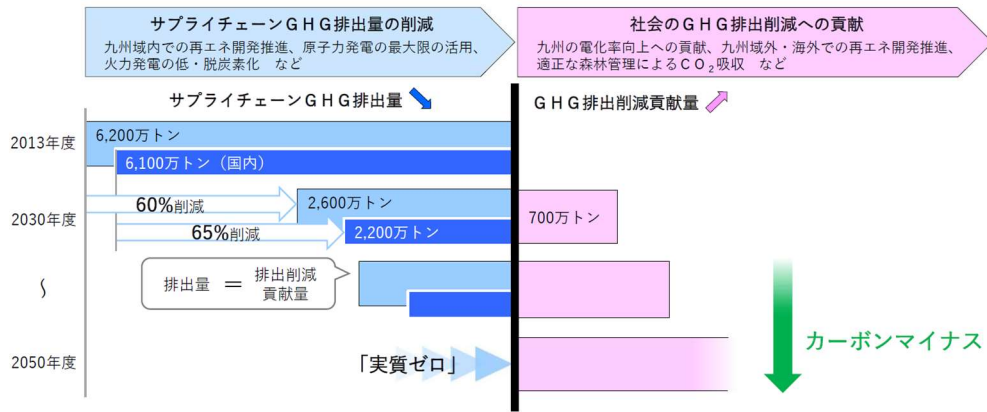 サプライチェーンＧＨＧ排出量の削減
九州域内での再エネ開発推進、原子力発電の最大限の活用、
火力発電の低・脱炭素化　など
社会のＧＨＧ排出削減への貢献
九州の電化率向上への貢献、九州域外・海外での再エネ開発推進、
適正な森林管理によるＣＯ₂吸収　など
サプライチェーンＧＨＧ排出量
ＧＨＧ排出削減貢献量
2013年度
6,200万トン
6,100万トン（国内）
2030年度
60%削減
2,600万トン
700万トン
65%削減
2,200万トン
〜
排出量　＝　排出削減
貢献量
カーボンマイナス
2050年度
「実質ゼロ」